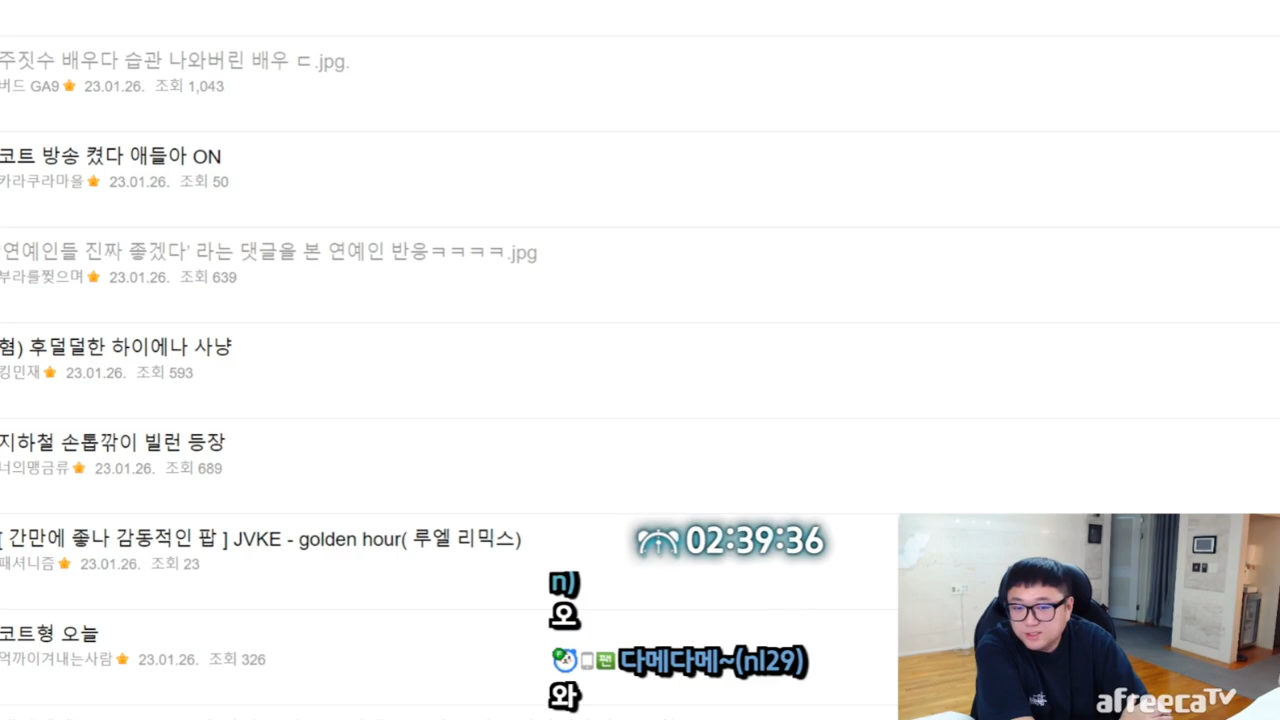 주짓수 배우다 습관 나와버린 배우 ㄷ.jpg.
버드 GA9 23.01.26. 조회 1,043
코트 방송 켰다 애들아 ON
카라쿠라마을 23.01.26. 조회 50
연예인들 진짜 좋겠다' 라는 댓글을 본 연예인 반응ㅋㅋㅋㅋ.jpg
부라를찢으며 23.01.26. 조회 639
혐) 후덜덜한 하이에나 사냥
킹민재 23.01.26. 조회 593
지하철 손톱깎이 빌런 등장
너의맹금류 23.01.26. 조회 689
[ 간만에 좋나 감동적인 팝 ] JVKE - golden hour( 루엘 리믹스)
패셔니즘 23.01.26. 조회 23
02:39:36
n)
오
코트형 오늘
억까이겨내는사람 23.01.26. 조회 326
팬 다메다메~(nl29)
와
afreecaTV